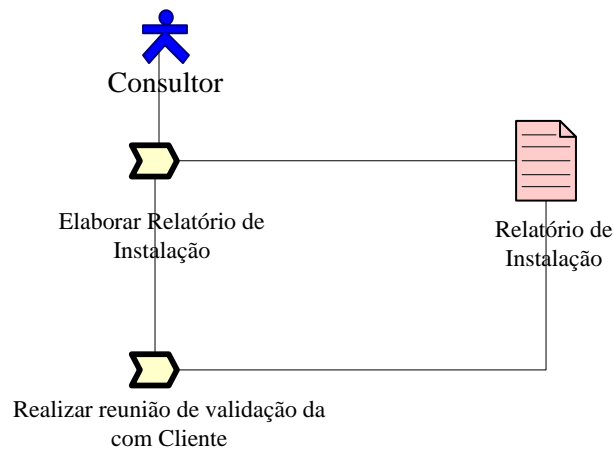 Consultor
Elaborar Relatório de
Instalação
Relatório de
Instalação
Realizar reunião de validação da
com Cliente